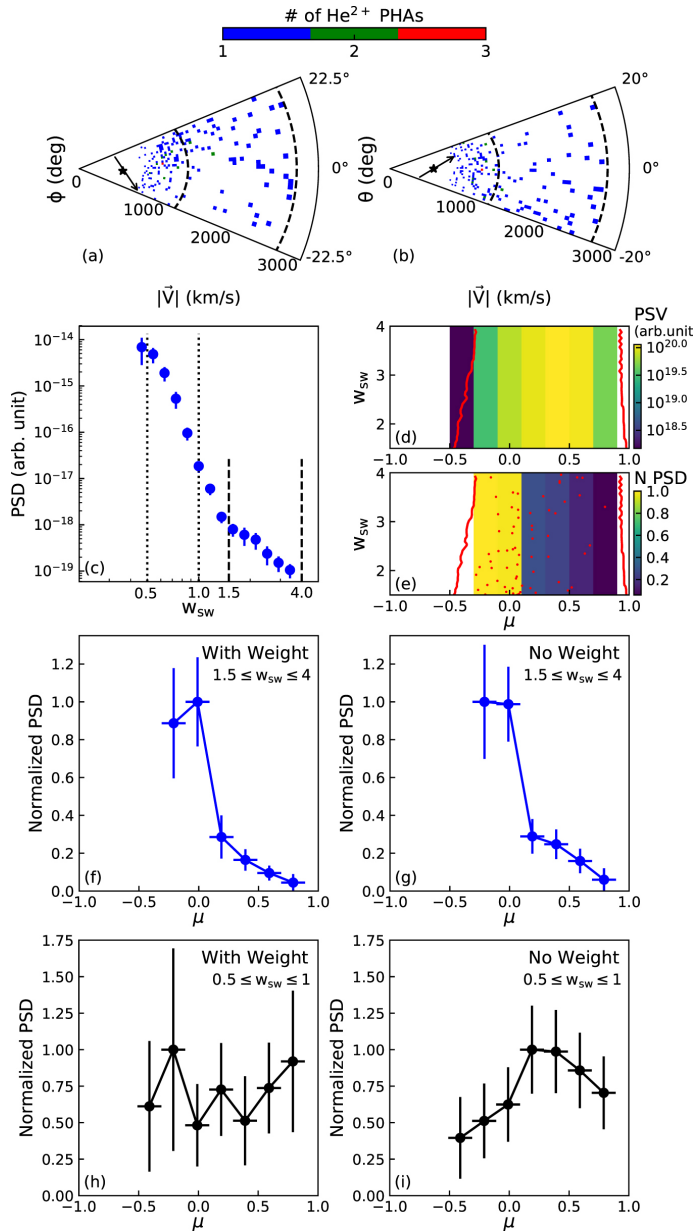 # of He²⁺ PHAs
1 2 3
22.5°
20°
ϕ (deg)
0°
θ (deg)
0°
0
1000
2000
3000
-22.5°
0
1000
2000
3000
-20°
(a)
(b)
|V⃗| (km/s)
|V⃗| (km/s)
PSD (arb. unit)
10⁻¹⁴
10⁻¹⁵
10⁻¹⁶
10⁻¹⁷
10⁻¹⁸
10⁻¹⁹
(c)
0.5 1.0 1.5 4.0
w_sw
PSV
(arb.unit)
10^20.0
10^19.5
10^19.0
10^18.5
w_sw
4
3
2
(d)
−1.0 −0.5 0.0 0.5 1.0
N PSD
1.0
0.8
0.6
0.4
0.2
w_sw
4
3
2
(e)
−1.0 −0.5 0.0 0.5 1.0
μ
With Weight
1.5 ≤ w_sw ≤ 4
Normalized PSD
1.2
1.0
0.8
0.6
0.4
0.2
0.0
(f)
−1.0 −0.5 0.0 0.5 1.0
μ
No Weight
1.5 ≤ w_sw ≤ 4
Normalized PSD
1.2
1.0
0.8
0.6
0.4
0.2
0.0
(g)
−1.0 −0.5 0.0 0.5 1.0
μ
With Weight
0.5 ≤ w_sw ≤ 1
Normalized PSD
1.75
1.50
1.25
1.00
0.75
0.50
0.25
0.00
(h)
−1.0 −0.5 0.0 0.5 1.0
μ
No Weight
0.5 ≤ w_sw ≤ 1
Normalized PSD
1.75
1.50
1.25
1.00
0.75
0.50
0.25
0.00
(i)
−1.0 −0.5 0.0 0.5 1.0
μ